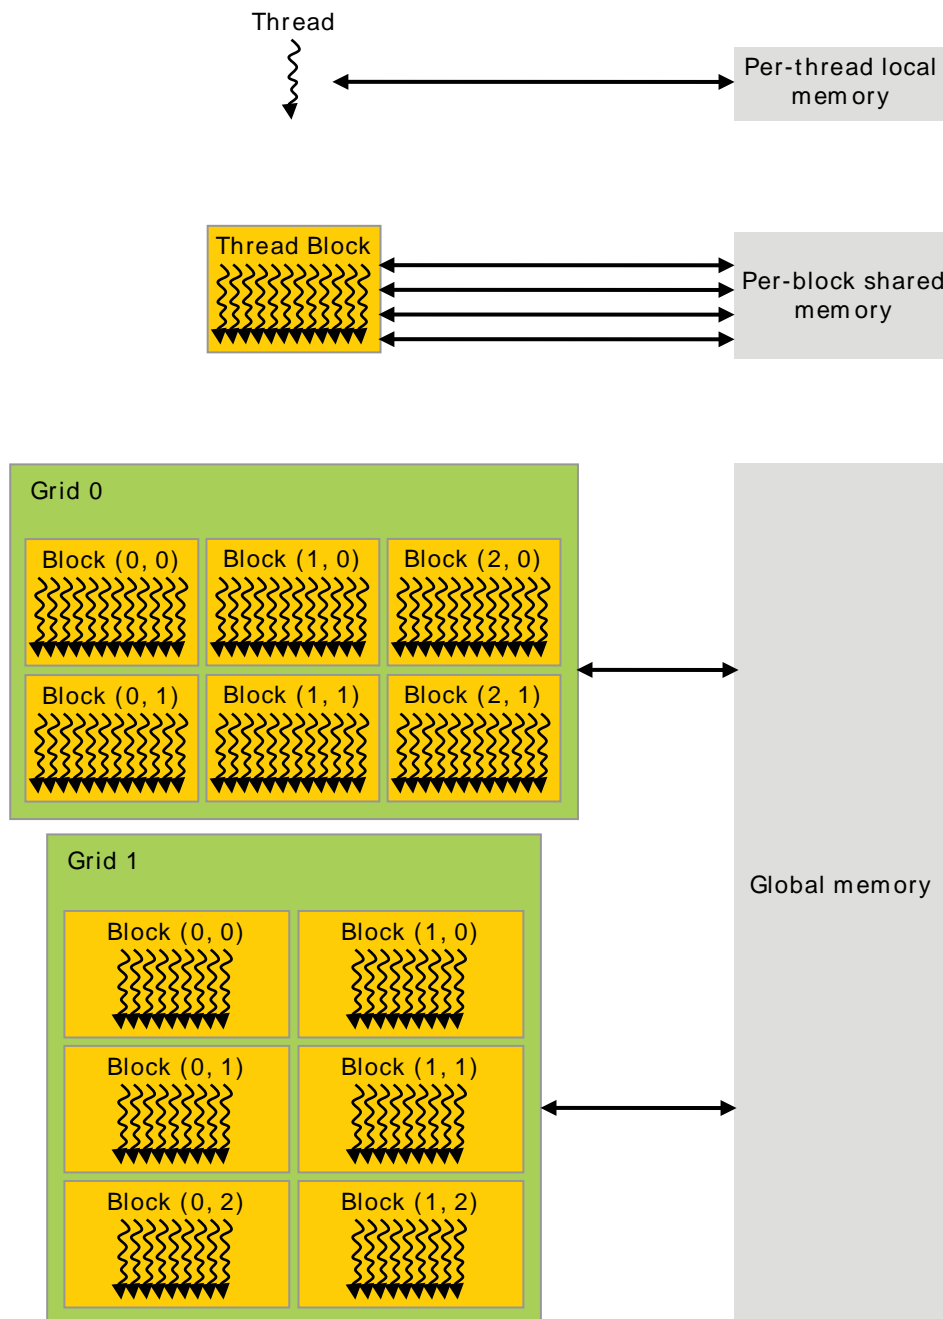 Thread
Per-thread local
memory
Thread Block
Per-block shared
memory
Grid 0
Block (0, 0)
Block (1, 0)
Block (2, 0)
Block (0, 1)
Block (1, 1)
Block (2, 1)
Grid 1
Global memory
Block (0, 0)
Block (1, 0)
Block (0, 1)
Block (1, 1)
Block (0, 2)
Block (1, 2)